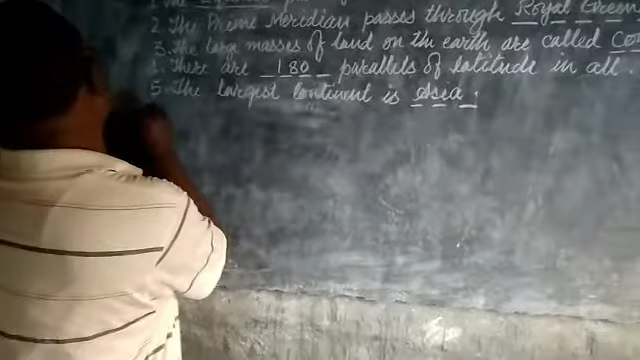 2. The Prime Meridian passes through Royal Green
3. The large masses of land on the earth are called Co
4. There are 180 parallels of latitude in all.
5. The largest continent is Asia.